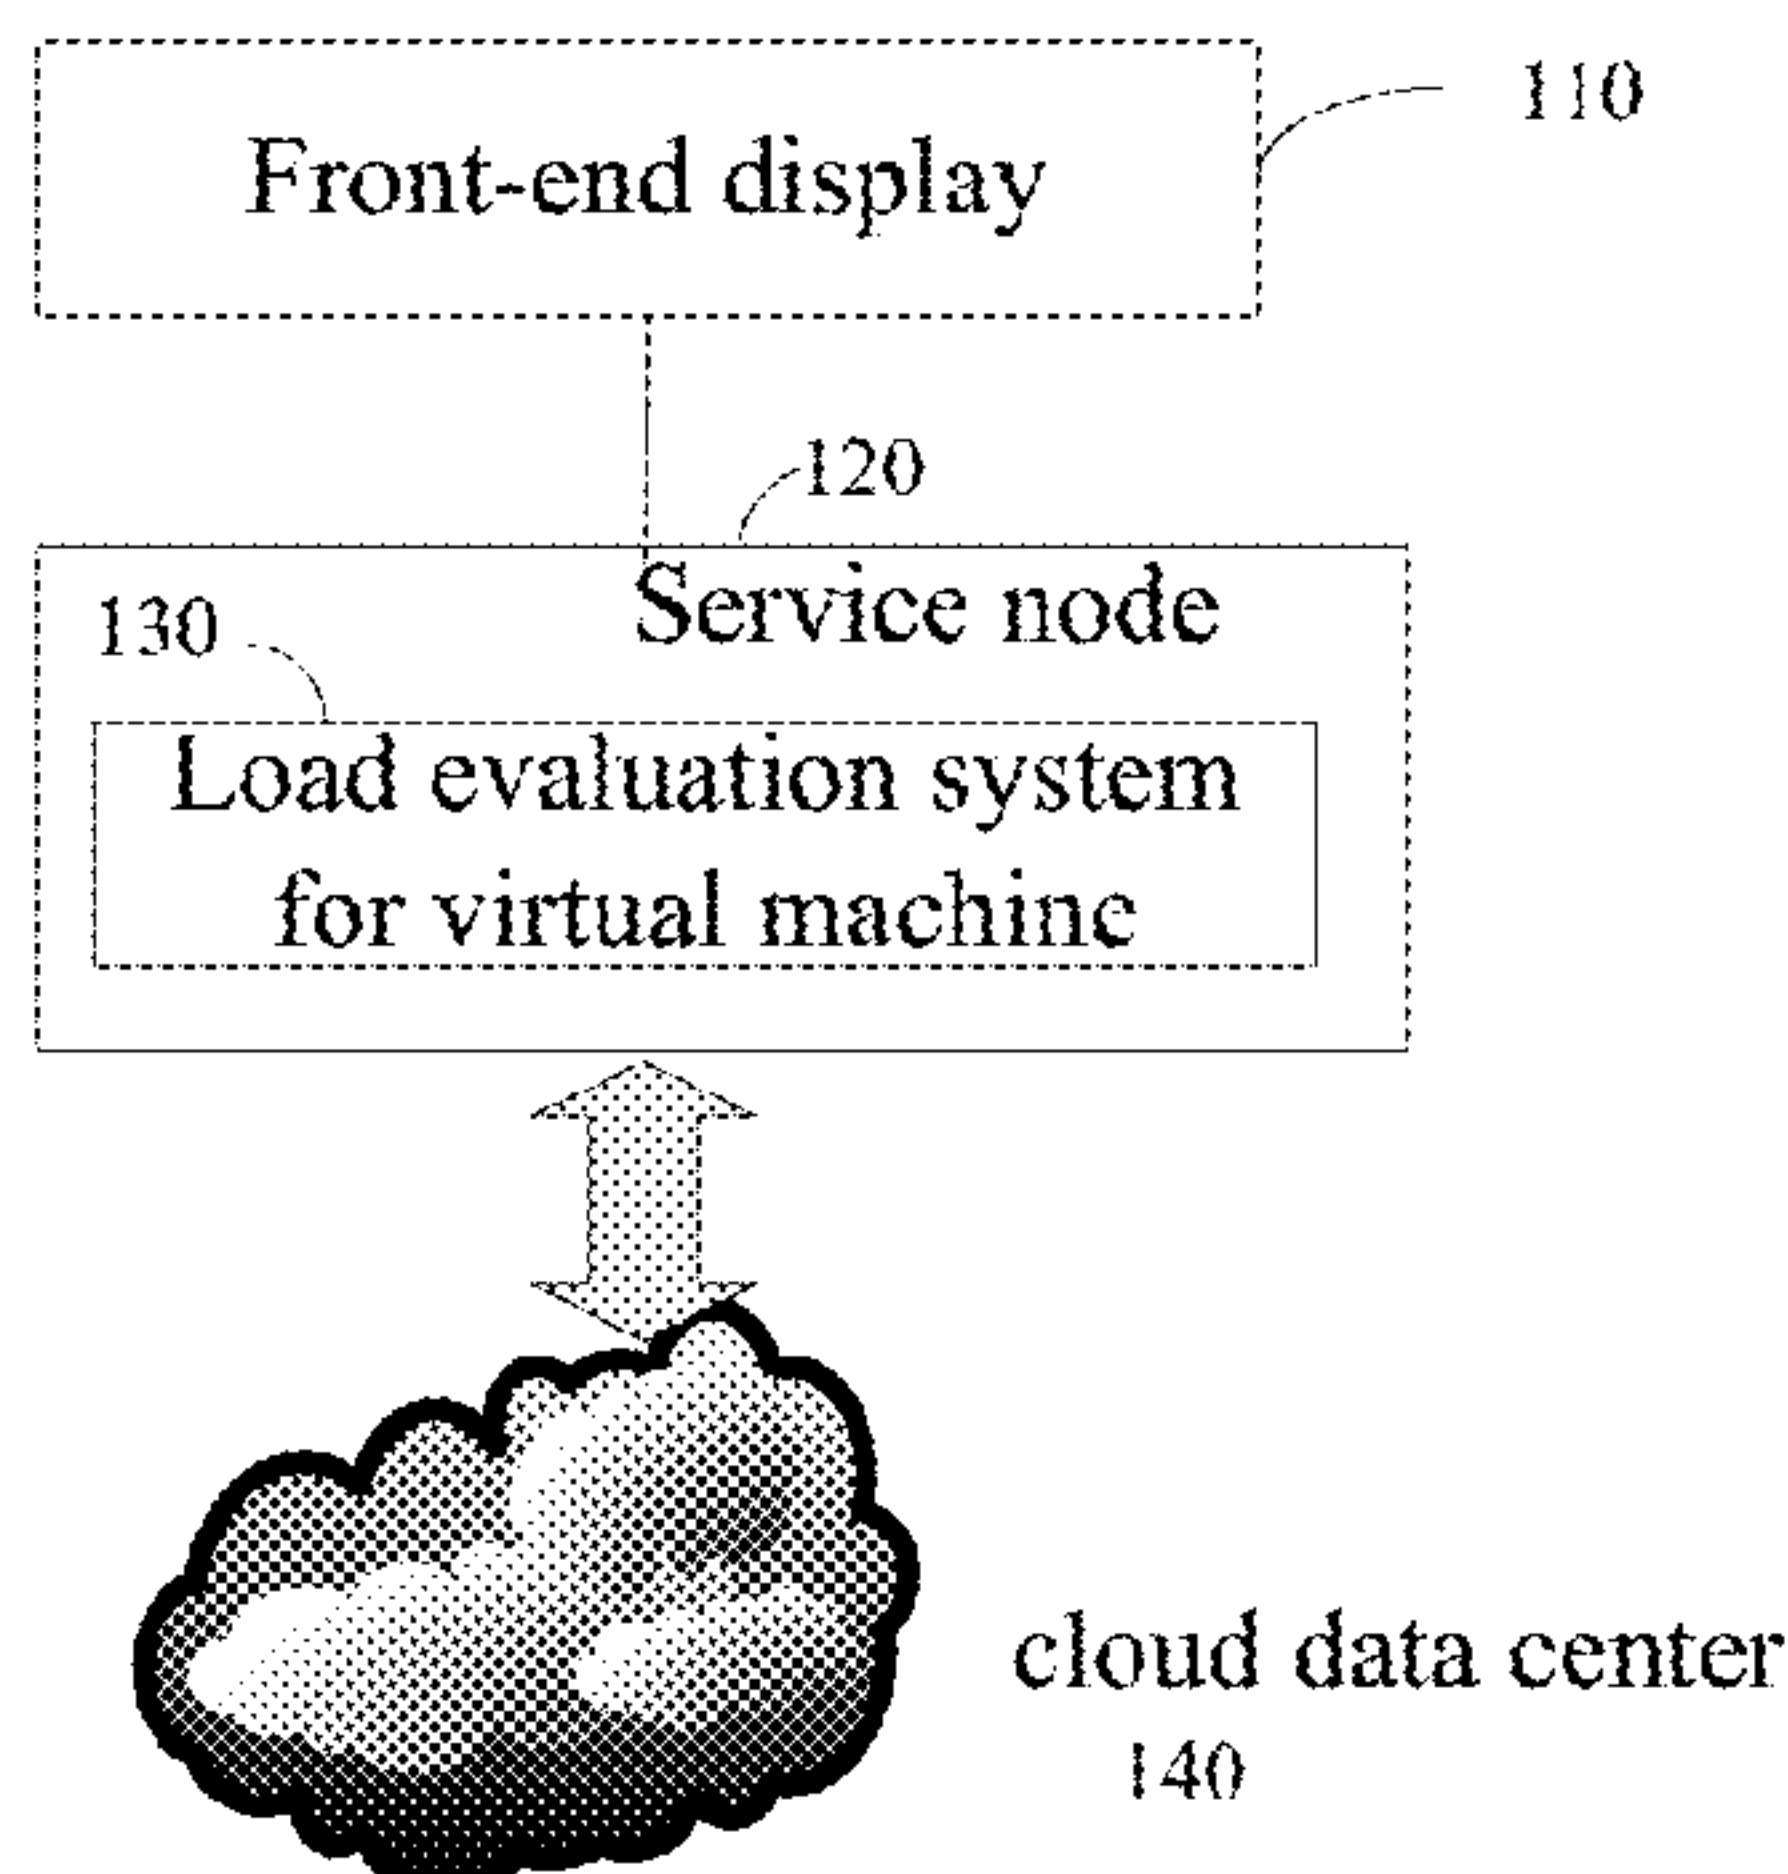 Front-end display
110
120
Service node
130
Load evaluation system
for virtual machine
cloud data center
140